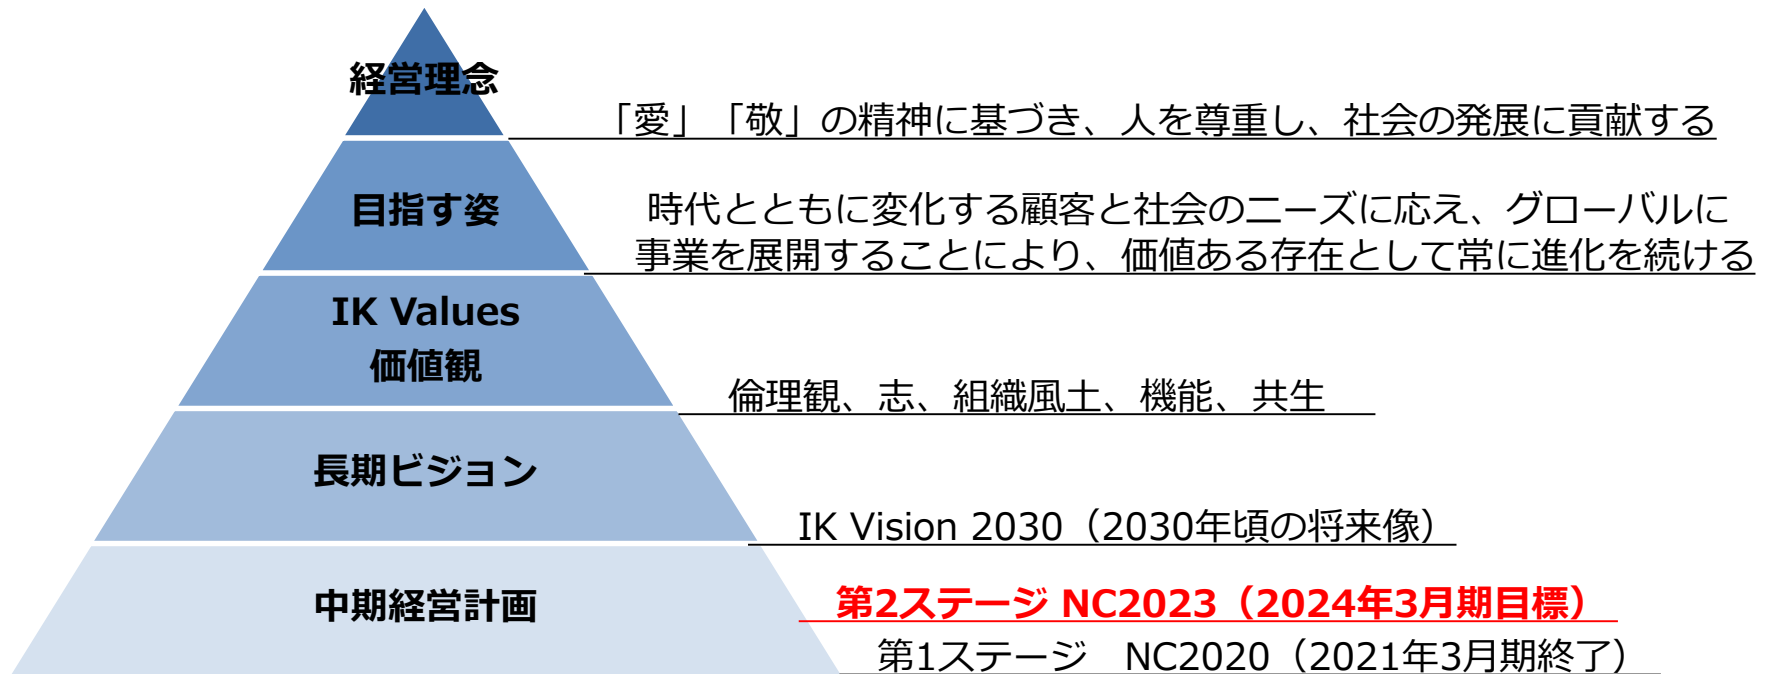 経営理念
「愛」「敬」の精神に基づき、人を尊重し、社会の発展に貢献する
目指す姿
時代とともに変化する顧客と社会のニーズに応え、グローバルに
事業を展開することにより、価値ある存在として常に進化を続ける
IK Values
価値観
倫理観、志、組織風土、機能、共生
長期ビジョン
IK Vision 2030（2030年頃の将来像）
中期経営計画
第2ステージ NC2023（2024年3月期目標）
第1ステージ　NC2020（2021年3月期終了）